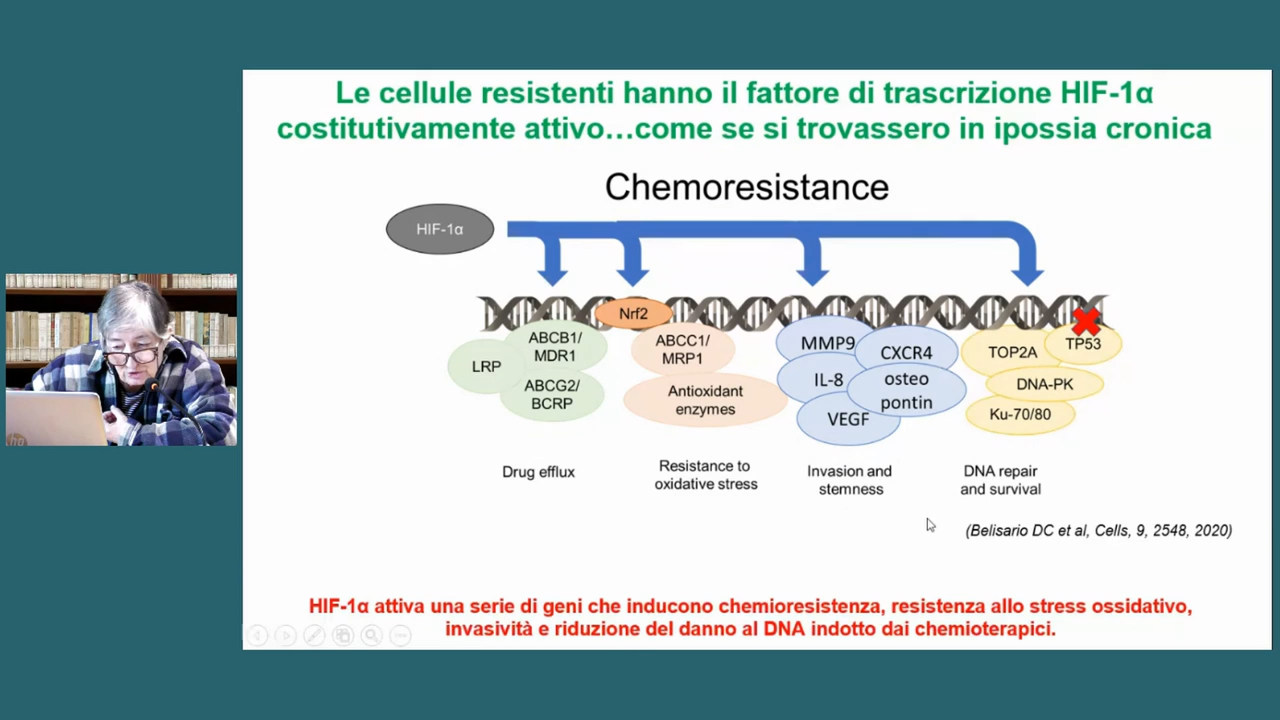 Le cellule resistenti hanno il fattore di trascrizione HIF-1α
costitutivamente attivo…come se si trovassero in ipossia cronica
Chemoresistance
HIF-1α
Nrf2
LRP
ABCB1/
MDR1
ABCG2/
BCRP
ABCC1/
MRP1
Antioxidant
enzymes
MMP9
CXCR4
IL-8
osteo
pontin
VEGF
TOP2A
TP53
DNA-PK
Ku-70/80
Drug efflux
Resistance to
oxidative stress
Invasion and
stemness
DNA repair
and survival
(Belisario DC et al, Cells, 9, 2548, 2020)
HIF-1α attiva una serie di geni che inducono chemioresistenza, resistenza allo stress ossidativo,
invasività e riduzione del danno al DNA indotto dai chemioterapici.
hp